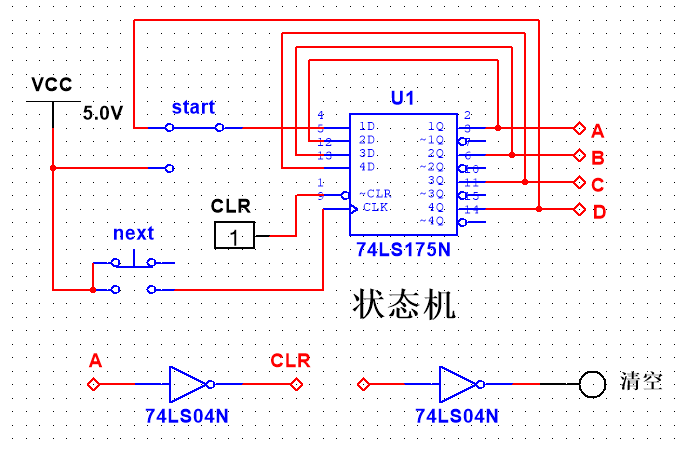 VCC
5.0V
start
U1
4
5
12
13
1
9
1D
2D
3D
4D
~CLR
CLK
1Q
~1Q
2Q
~2Q
3Q
~3Q
4Q
~4Q
2
3
7
6
10
11
15
14
A
B
C
D
CLR
1
next
74LS175N
状态机
A
CLR
清空
74LS04N
74LS04N